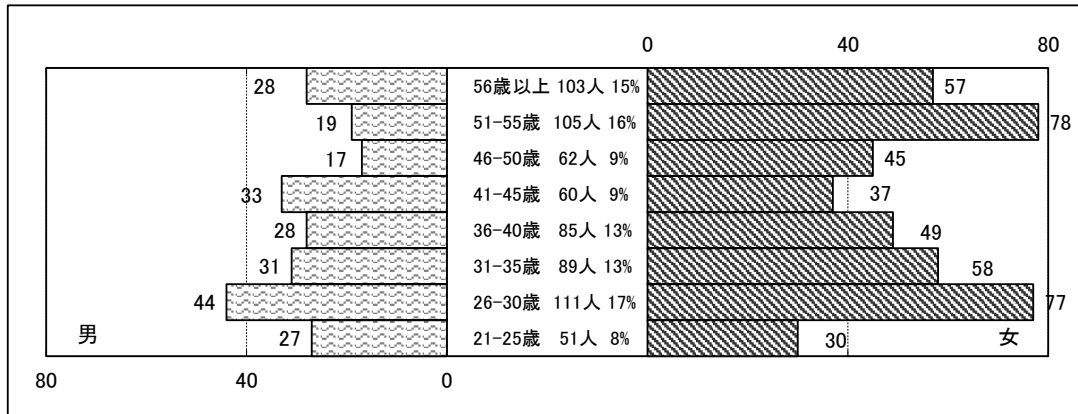 0 40 80
28 56歳以上 103人 15% 57
19 51-55歳 105人 16% 78
17 46-50歳 62人 9% 45
33 41-45歳 60人 9% 37
28 36-40歳 85人 13% 49
31 31-35歳 89人 13% 58
44 26-30歳 111人 17% 77
男 27 21-25歳 51人 8% 30 女
80 40 0